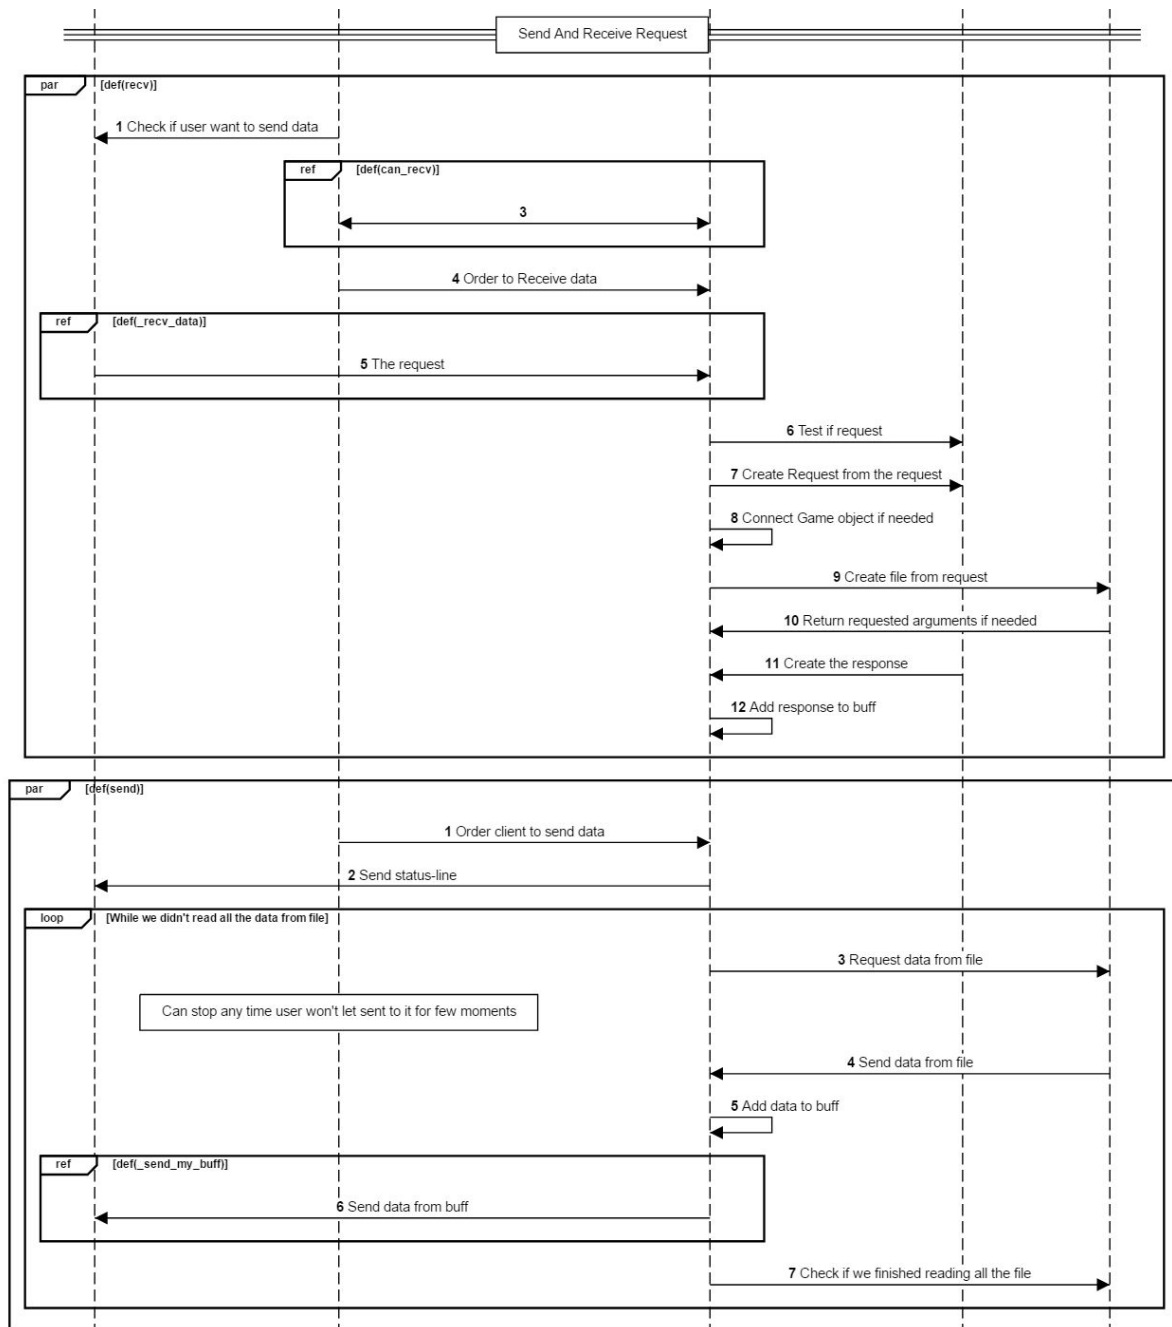 Send And Receive Request
par [def(recv)]
1 Check if user want to send data
ref [def(can_recv)]
3
4 Order to Receive data
ref [def(_recv_data)]
5 The request
6 Test if request
7 Create Request from the request
8 Connect Game object if needed
9 Create file from request
10 Return requested arguments if needed
11 Create the response
12 Add response to buff
par [def(send)]
1 Order client to send data
2 Send status-line
loop [While we didn't read all the data from file]
3 Request data from file
Can stop any time user won't let sent to it for few moments
4 Send data from file
5 Add data to buff
ref [def(_send_my_buff)]
6 Send data from buff
7 Check if we finished reading all the file